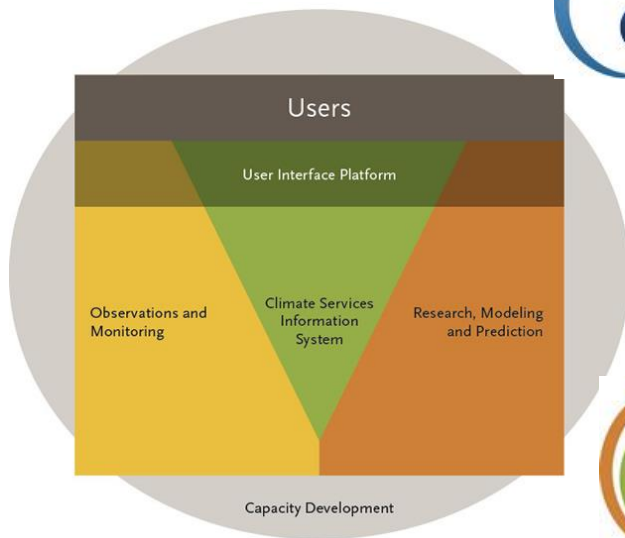 Users
User Interface Platform
Observations and
Monitoring
Climate Services
Information
System
Research, Modeling
and Prediction
Capacity Development